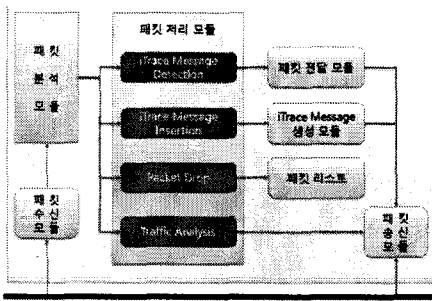 패킷 처리 모듈
패킷
분석
모듈
iTrace Message
Detection
패킷 전달 모듈
iTrace Message
Insertion
iTrace Message
생성 모듈
Packet Drop
패킷 리스트
패킷
수신
모듈
Traffic Analysis
패킷
송신
모듈